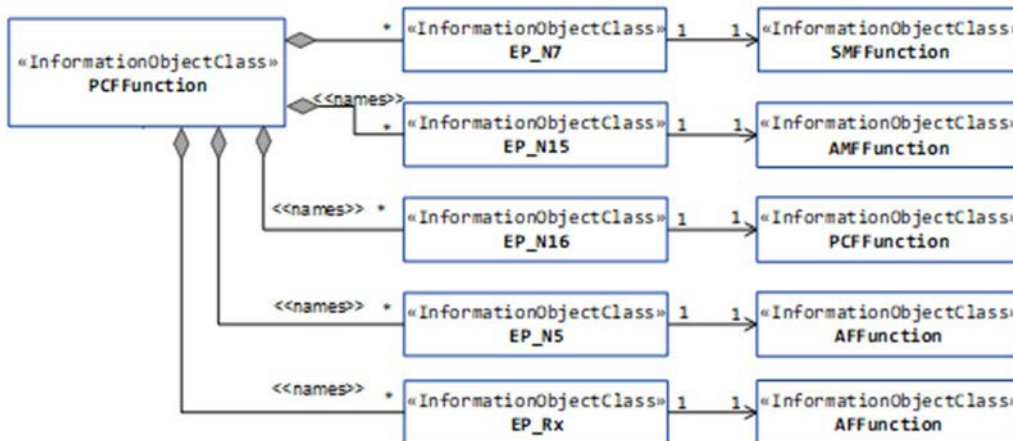 «InformationObjectClass»
PCFFunction
* «InformationObjectClass» 1 1 «InformationObjectClass»
EP_N7 SMFFunction
<<names>>
* «InformationObjectClass» 1 1 «InformationObjectClass»
EP_N15 AMFFunction
<<names>> * «InformationObjectClass» 1 1 «InformationObjectClass»
EP_N16 PCFFunction
<<names>> * «InformationObjectClass» 1 1 «InformationObjectClass»
EP_N5 AFFunction
<<names>> * «InformationObjectClass» 1 1 «InformationObjectClass»
EP_Rx AFFunction